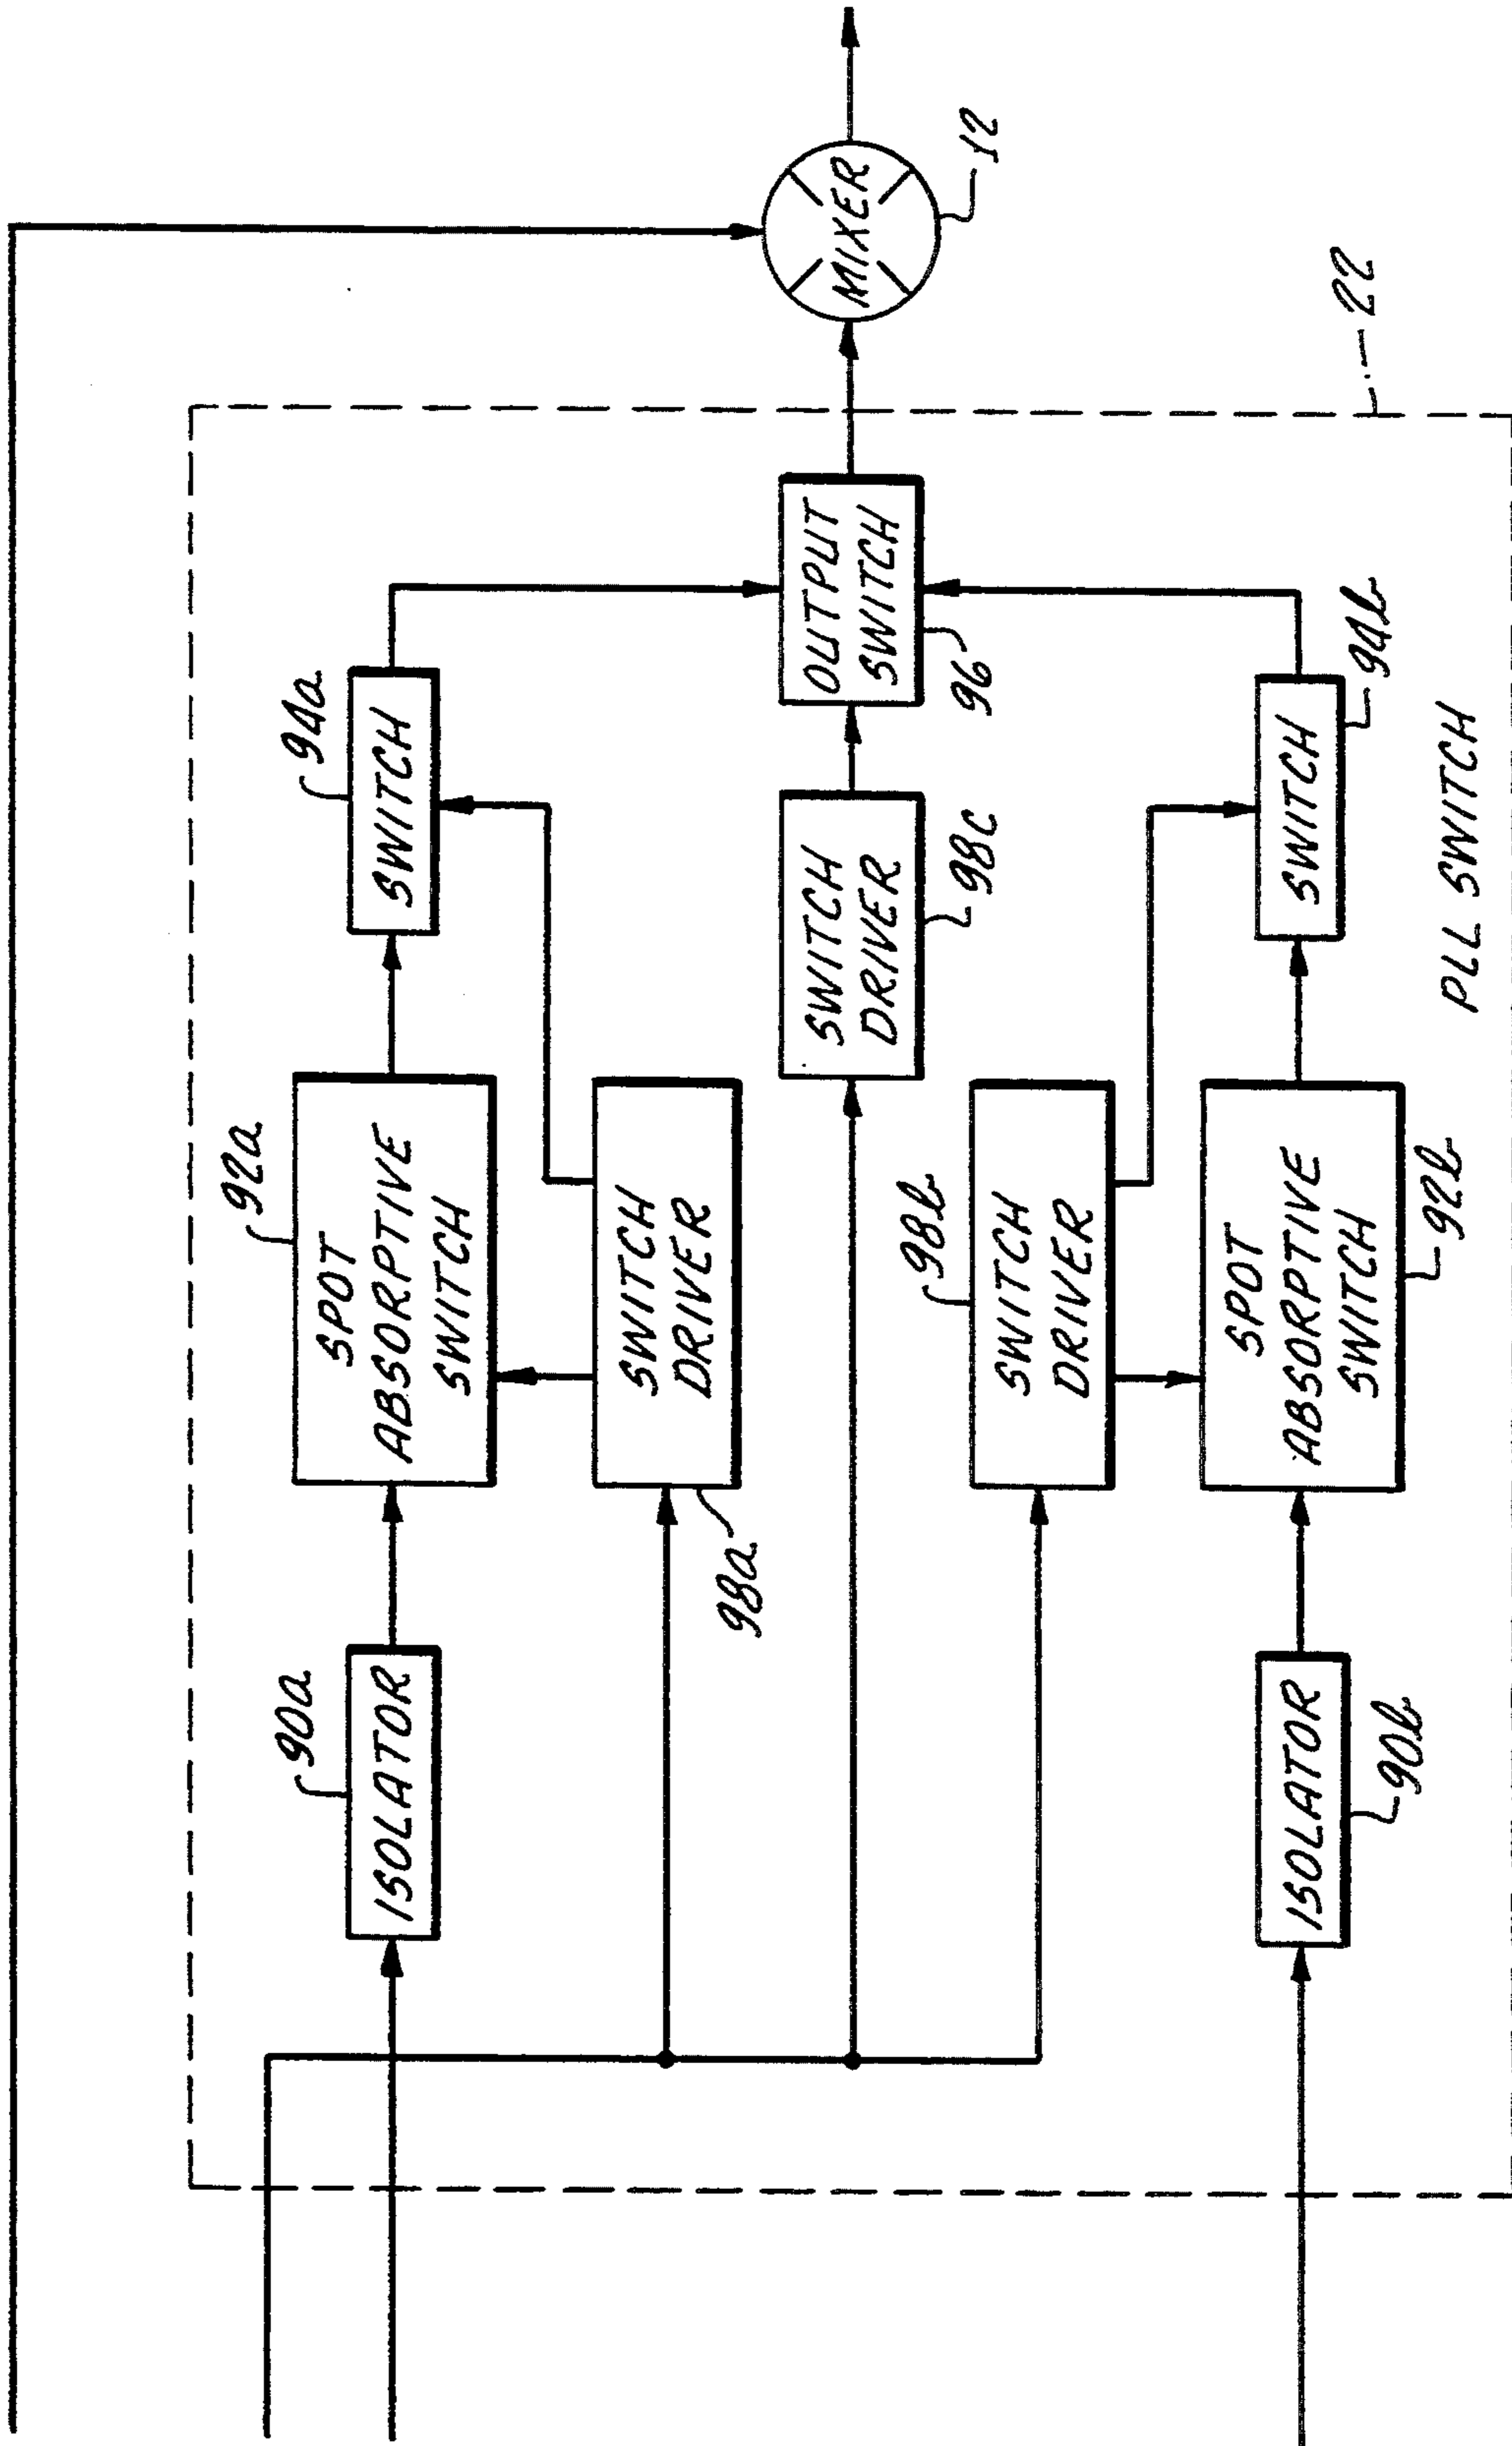 90a
ISOLATOR
92a
SPOT
ABSORPTIVE
SWITCH
94a
SWITCH
98a
SWITCH
DRIVER
SWITCH
DRIVER
98c
OUTPUT
SWITCH
96
MIXER
12
98b
SWITCH
DRIVER
ISOLATOR
90b
SPOT
ABSORPTIVE
SWITCH
92b
SWITCH
94b
22
PLL SWITCH